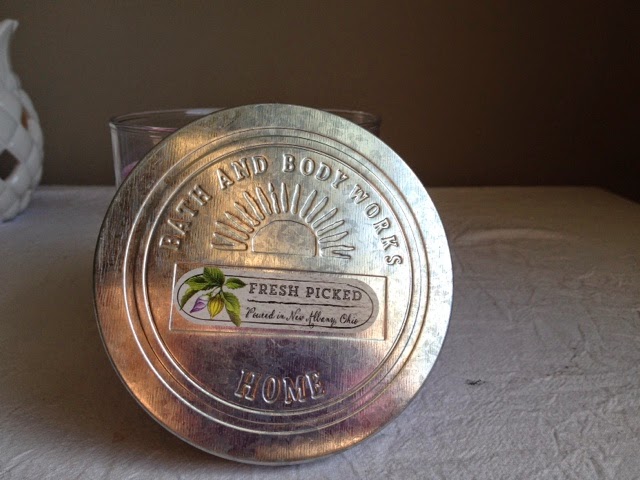 BATH AND BODY WORKS
FRESH PICKED
Poured in New Albany, Ohio
HOME